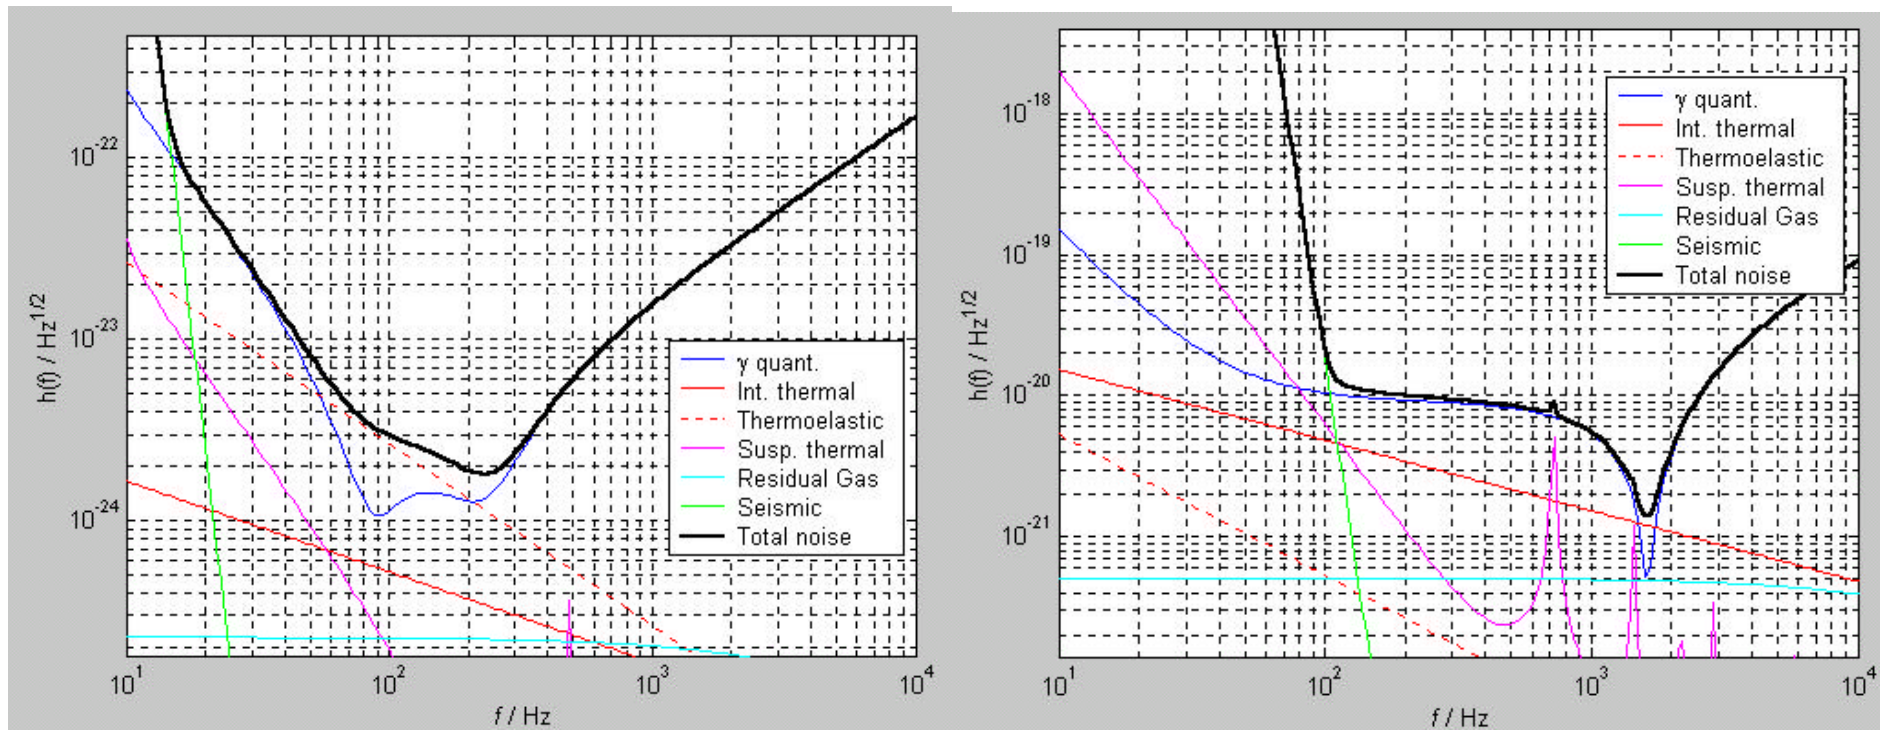 10^-22
10^-23
10^-24
h(f) / Hz^1/2
10^1
10^2
10^3
10^4
f / Hz
γ quant.
Int. thermal
Thermoelastic
Susp. thermal
Residual Gas
Seismic
Total noise
10^-18
10^-19
10^-20
10^-21
h(f) / Hz^1/2
10^1
10^2
10^3
10^4
f / Hz
γ quant.
Int. thermal
Thermoelastic
Susp. thermal
Residual Gas
Seismic
Total noise